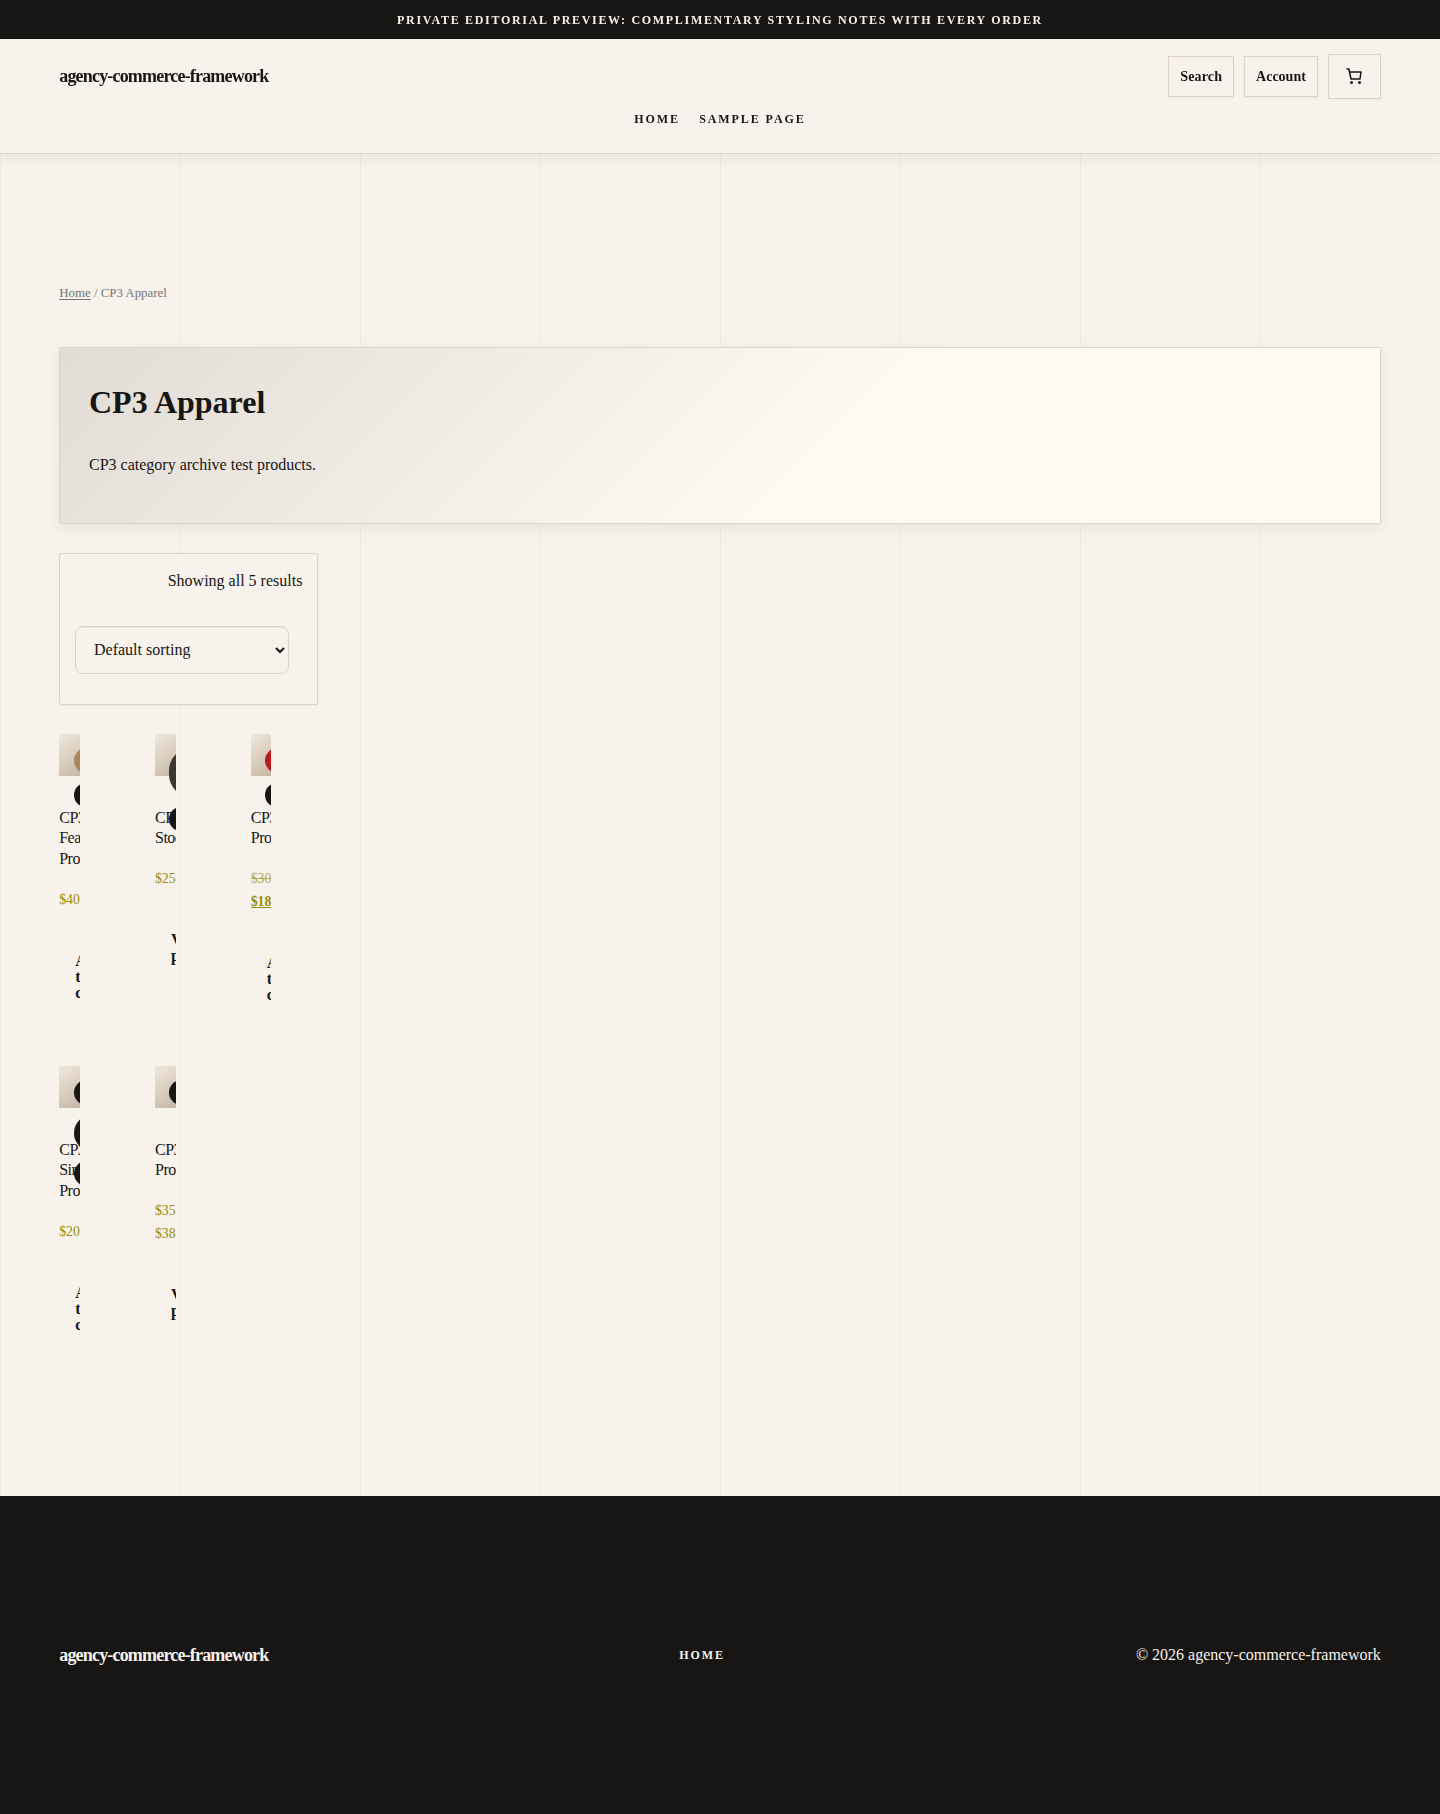 PRIVATE EDITORIAL PREVIEW: COMPLIMENTARY STYLING NOTES WITH EVERY ORDER
agency-commerce-framework
Search
Account
HOME
SAMPLE PAGE
Home / CP3 Apparel
CP3 Apparel
CP3 category archive test products.
Showing all 5 results
Default sorting
$40
$25
$30
$18
$20
$35
$38
agency-commerce-framework
HOME
© 2026 agency-commerce-framework